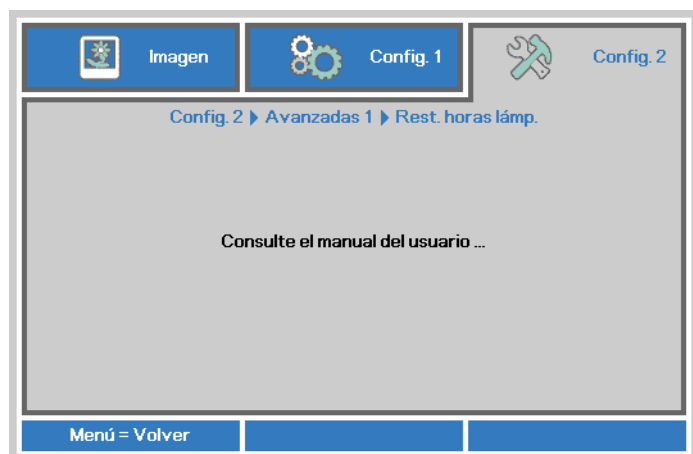 Imagen
Config. 1
Config. 2
Config. 2 ▶ Avanzadas 1 ▶ Rest. horas lámp.
Consulte el manual del usuario ...
Menú = Volver